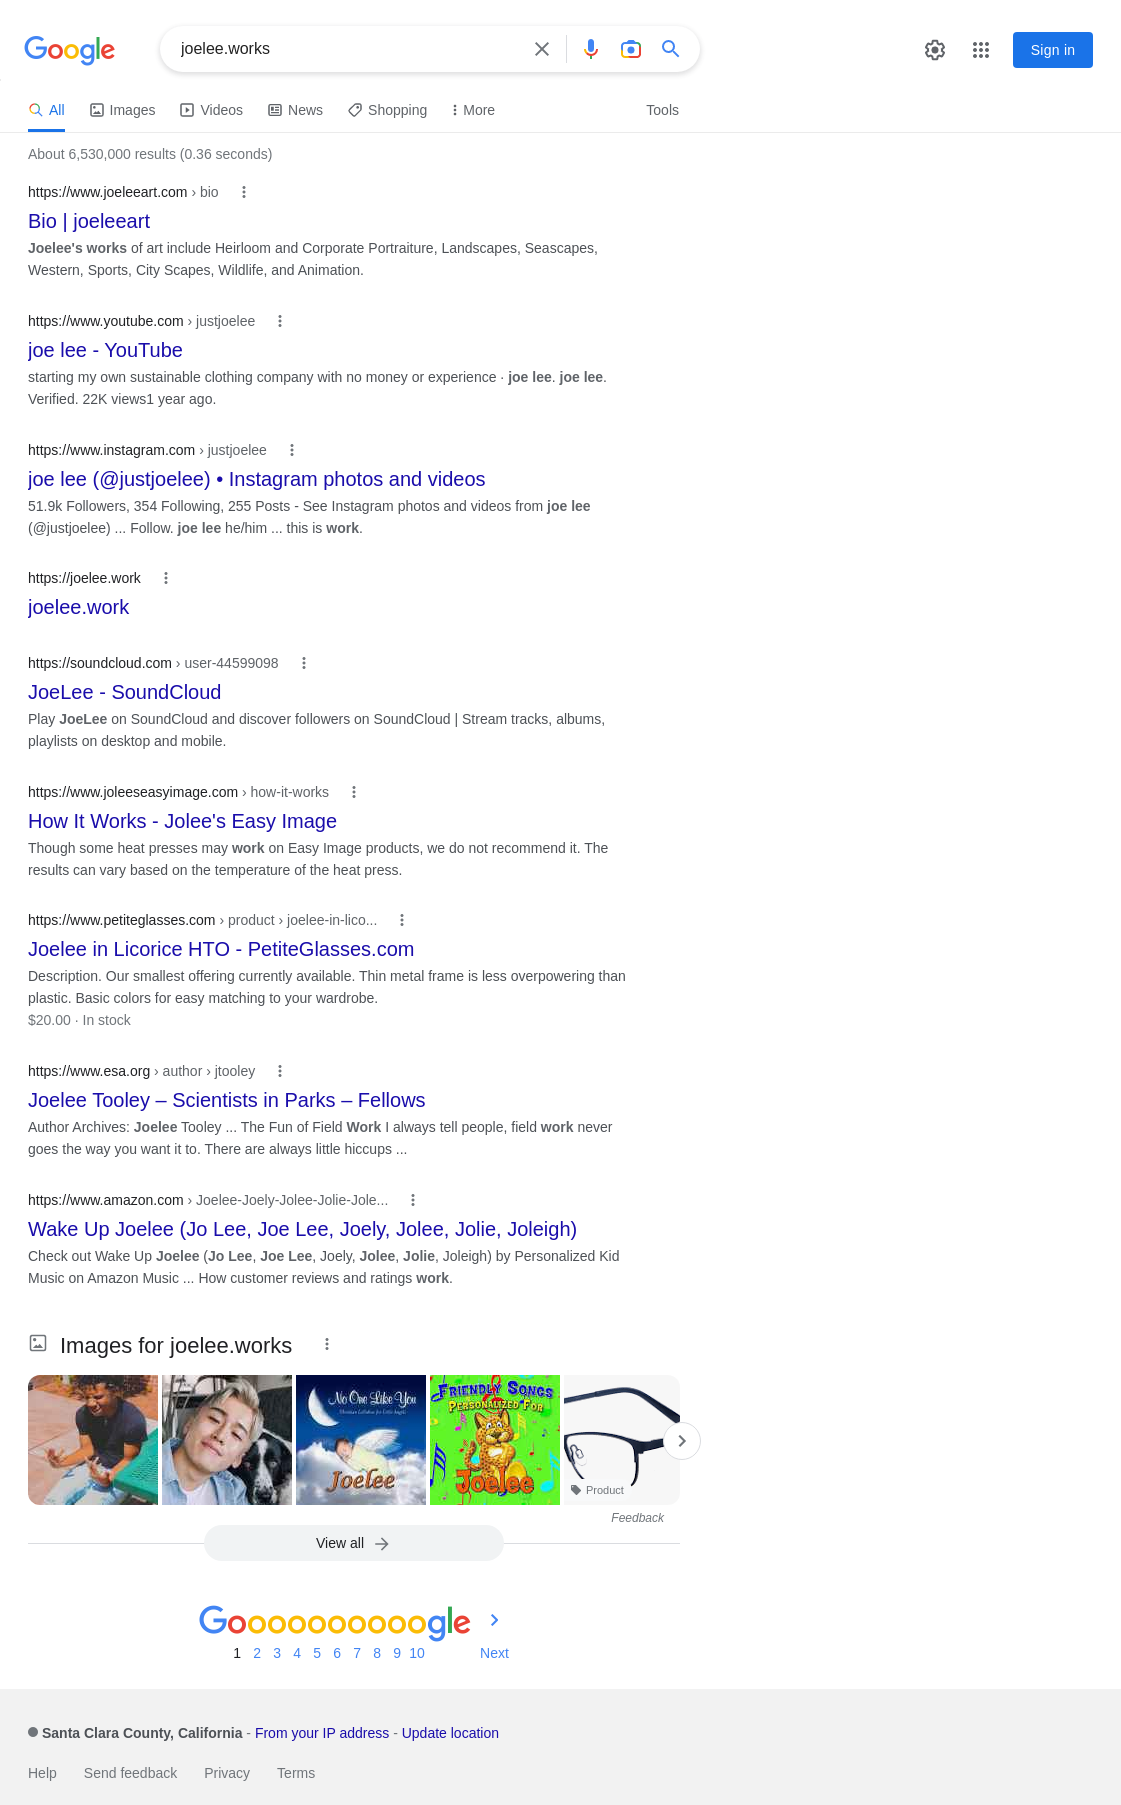 Google
joelee.works
Sign in
All
Images
Videos
News
Shopping
More
Tools
About 6,530,000 results (0.36 seconds)
https://www.joeleeart.com › bio
Bio | joeleeart
Joelee's works of art include Heirloom and Corporate Portraiture, Landscapes, Seascapes,
Western, Sports, City Scapes, Wildlife, and Animation.
https://www.youtube.com › justjoelee
joe lee - YouTube
starting my own sustainable clothing company with no money or experience · joe lee. joe lee.
Verified. 22K views1 year ago.
https://www.instagram.com › justjoelee
joe lee (@justjoelee) • Instagram photos and videos
51.9k Followers, 354 Following, 255 Posts - See Instagram photos and videos from joe lee
(@justjoelee) ... Follow. joe lee he/him ... this is work.
https://joelee.work
joelee.work
https://soundcloud.com › user-44599098
JoeLee - SoundCloud
Play JoeLee on SoundCloud and discover followers on SoundCloud | Stream tracks, albums,
playlists on desktop and mobile.
https://www.joleeseasyimage.com › how-it-works
How It Works - Jolee's Easy Image
Though some heat presses may work on Easy Image products, we do not recommend it. The
results can vary based on the temperature of the heat press.
https://www.petiteglasses.com › product › joelee-in-lico...
Joelee in Licorice HTO - PetiteGlasses.com
Description. Our smallest offering currently available. Thin metal frame is less overpowering than
plastic. Basic colors for easy matching to your wardrobe.
$20.00 · In stock
https://www.esa.org › author › jtooley
Joelee Tooley – Scientists in Parks – Fellows
Author Archives: Joelee Tooley ... The Fun of Field Work I always tell people, field work never
goes the way you want it to. There are always little hiccups ...
https://www.amazon.com › Joelee-Joely-Jolee-Jolie-Jole...
Wake Up Joelee (Jo Lee, Joe Lee, Joely, Jolee, Jolie, Joleigh)
Check out Wake Up Joelee (Jo Lee, Joe Lee, Joely, Jolee, Jolie, Joleigh) by Personalized Kid
Music on Amazon Music ... How customer reviews and ratings work.
Images for joelee.works
No One Like You
Christian Lullabies for Little Angels
Joelee
FRIENDLY SONGS
PERSONALIZED FOR
Joelee
Product
Feedback
View all
Goooooooooogle
1 2 3 4 5 6 7 8 9 10 Next
Santa Clara County, California - From your IP address - Update location
Help
Send feedback
Privacy
Terms